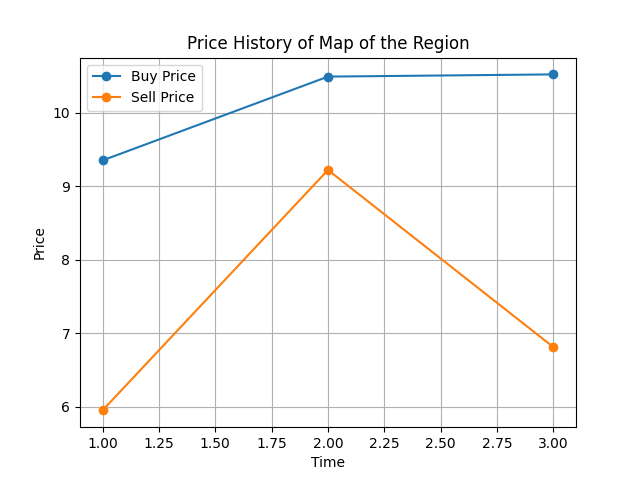 Price History of Map of the Region
Buy Price
Sell Price
Price
10
9
8
7
6
1.00 1.25 1.50 1.75 2.00 2.25 2.50 2.75 3.00
Time